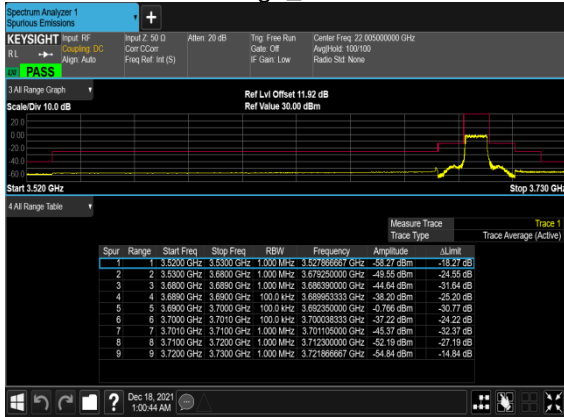 Spectrum Analyzer 1
Spurious Emissions
KEYSIGHT Input: RF Input Z: 50 Ω Atten: 20 dB Trig: Free Run Center Freq: 22.005000000 GHz
RL Coupling: DC Corr CCorr Gate: Off Avg|Hold: 100/100
Align: Auto Freq Ref: Int (S) IF Gain: Low Radio Std: None
PASS
3 All Range Graph Ref Lvl Offset 11.92 dB
Scale/Div 10.0 dB Ref Value 30.00 dBm
20.0
0.00
-20.0
-40.0
-60.0
Start 3.520 GHz Stop 3.730 GHz
4 All Range Table
Measure Trace Trace 1
Trace Type Trace Average (Active)
Spur Range Start Freq Stop Freq RBW Frequency Amplitude ΔLimit
1 1 3.5200 GHz 3.5300 GHz 1.000 MHz 3.527866667 GHz -58.27 dBm -18.27 dB
2 2 3.5300 GHz 3.6800 GHz 1.000 MHz 3.679250000 GHz -49.55 dBm -24.55 dB
3 3 3.6800 GHz 3.6890 GHz 1.000 MHz 3.686390000 GHz -44.64 dBm -31.64 dB
4 4 3.6890 GHz 3.6900 GHz 100.0 kHz 3.689953333 GHz -38.20 dBm -25.20 dB
5 5 3.6900 GHz 3.7000 GHz 100.0 kHz 3.692350000 GHz -0.766 dBm -30.77 dB
6 6 3.7000 GHz 3.7010 GHz 100.0 kHz 3.700038333 GHz -37.22 dBm -24.22 dB
7 7 3.7010 GHz 3.7100 GHz 1.000 MHz 3.701105000 GHz -45.37 dBm -32.37 dB
8 8 3.7100 GHz 3.7200 GHz 1.000 MHz 3.712300000 GHz -52.19 dBm -27.19 dB
9 9 3.7200 GHz 3.7300 GHz 1.000 MHz 3.721866667 GHz -54.84 dBm -14.84 dB
Dec 18, 2021
1:00:44 AM